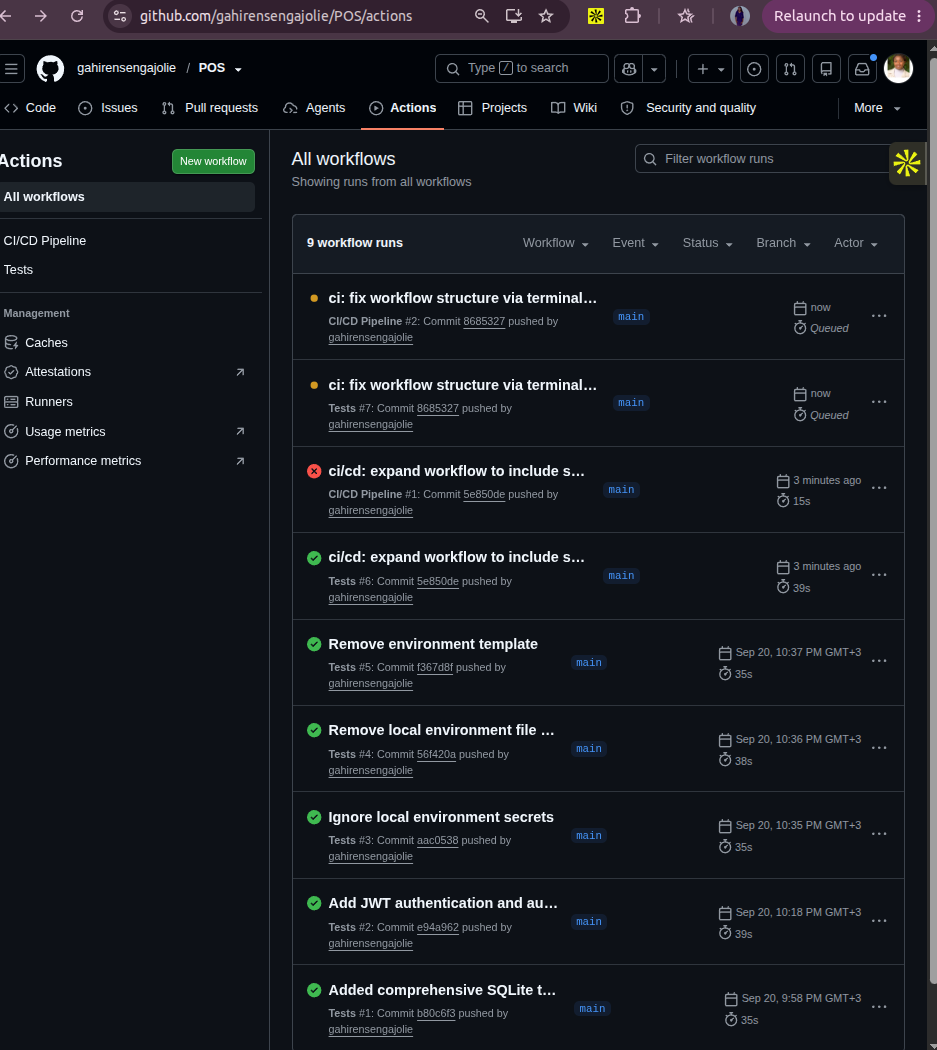 github.com/gahirensengajolie/POS/actions
Relaunch to update
gahirensengajolie / POS
Type / to search
Code
Issues
Pull requests
Agents
Actions
Projects
Wiki
Security and quality
More
Actions
New workflow
All workflows
CI/CD Pipeline
Tests
Management
Caches
Attestations
Runners
Usage metrics
Performance metrics
All workflows
Showing runs from all workflows
Filter workflow runs
9 workflow runs
Workflow
Event
Status
Branch
Actor
ci: fix workflow structure via terminal…
CI/CD Pipeline #2: Commit 8685327 pushed by
gahirensengajolie
main
now
Queued
ci: fix workflow structure via terminal…
Tests #7: Commit 8685327 pushed by
gahirensengajolie
main
now
Queued
ci/cd: expand workflow to include s…
CI/CD Pipeline #1: Commit 5e850de pushed by
gahirensengajolie
main
3 minutes ago
15s
ci/cd: expand workflow to include s…
Tests #6: Commit 5e850de pushed by
gahirensengajolie
main
3 minutes ago
39s
Remove environment template
Tests #5: Commit f367d8f pushed by
gahirensengajolie
main
Sep 20, 10:37 PM GMT+3
35s
Remove local environment file …
Tests #4: Commit 56f420a pushed by
gahirensengajolie
main
Sep 20, 10:36 PM GMT+3
38s
Ignore local environment secrets
Tests #3: Commit aac0538 pushed by
gahirensengajolie
main
Sep 20, 10:35 PM GMT+3
35s
Add JWT authentication and au…
Tests #2: Commit e94a962 pushed by
gahirensengajolie
main
Sep 20, 10:18 PM GMT+3
39s
Added comprehensive SQLite t…
Tests #1: Commit b80c6f3 pushed by
gahirensengajolie
main
Sep 20, 9:58 PM GMT+3
35s